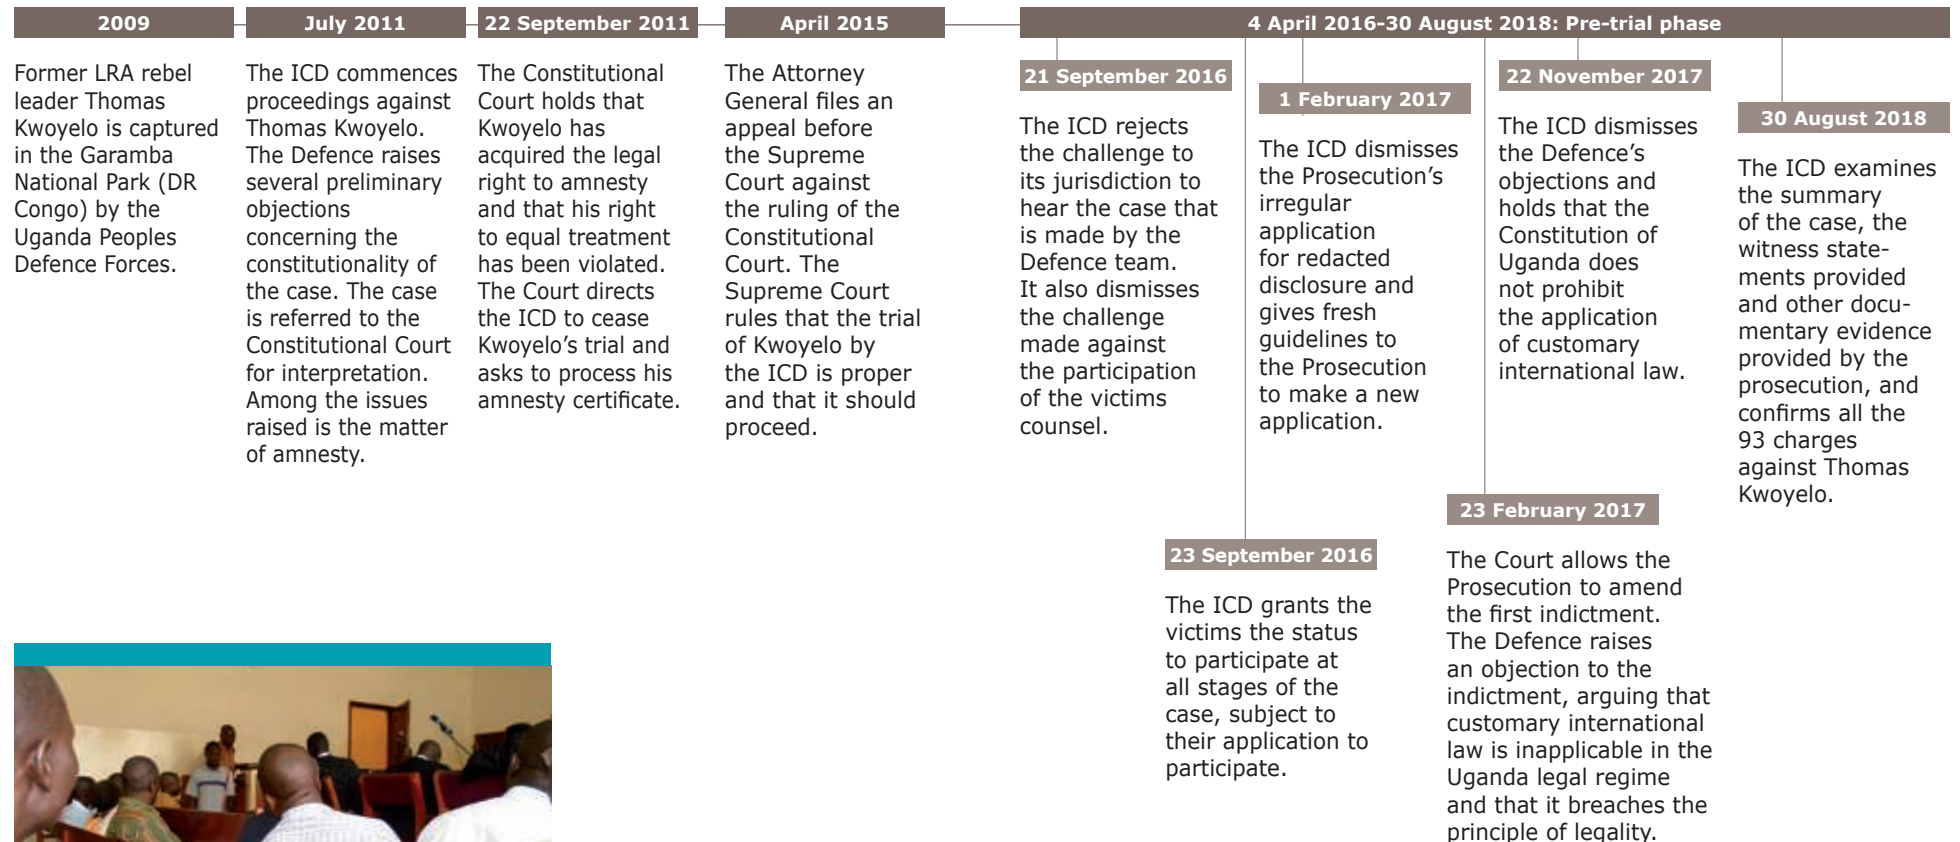 2009
Former LRA rebel
leader Thomas
Kwoyelo is captured
in the Garamba
National Park (DR
Congo) by the
Uganda Peoples
Defence Forces.
July 2011
The ICD commences
proceedings against
Thomas Kwoyelo.
The Defence raises
several preliminary
objections
concerning the
constitutionality of
the case. The case
is referred to the
Constitutional Court
for interpretation.
Among the issues
raised is the matter
of amnesty.
22 September 2011
The Constitutional
Court holds that
Kwoyelo has
acquired the legal
right to amnesty
and that his right
to equal treatment
has been violated.
The Court directs
the ICD to cease
Kwoyelo’s trial and
asks to process his
amnesty certificate.
April 2015
The Attorney
General files an
appeal before
the Supreme
Court against
the ruling of the
Constitutional
Court. The
Supreme Court
rules that the trial
of Kwoyelo by
the ICD is proper
and that it should
proceed.
4 April 2016-30 August 2018: Pre-trial phase
21 September 2016
The ICD rejects
the challenge to
its jurisdiction to
hear the case that
is made by the
Defence team.
It also dismisses
the challenge
made against
the participation
of the victims
counsel.
23 September 2016
The ICD grants the
victims the status
to participate at
all stages of the
case, subject to
their application to
participate.
1 February 2017
The ICD dismisses
the Prosecution’s
irregular
application
for redacted
disclosure and
gives fresh
guidelines to
the Prosecution
to make a new
application.
23 February 2017
The Court allows the
Prosecution to amend
the first indictment.
The Defence raises
an objection to the
indictment, arguing that
customary international
law is inapplicable in the
Uganda legal regime
and that it breaches the
principle of legality.
22 November 2017
The ICD dismisses
the Defence’s
objections and
holds that the
Constitution of
Uganda does
not prohibit
the application
of customary
international law.
30 August 2018
The ICD examines
the summary
of the case, the
witness state-
ments provided
and other docu-
mentary evidence
provided by the
prosecution, and
confirms all the
93 charges
against Thomas
Kwoyelo.